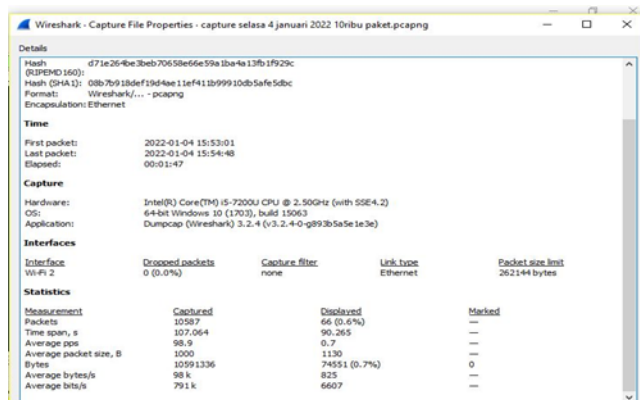 Wireshark - Capture File Properties - capture selasa 4 januari 2022 10ribu paket.pcapng
Details
Hash d71e264be3beb70658e66e59a1ba4a13fb1f929c
(RIPEMD160):
Hash (SHA1): 08b7b918def19d4ae11ef411b99910db5afe5dbc
Format: Wireshark/... - pcapng
Encapsulation: Ethernet
Time
First packet: 2022-01-04 15:53:01
Last packet: 2022-01-04 15:54:48
Elapsed: 00:01:47
Capture
Hardware: Intel(R) Core(TM) i5-7200U CPU @ 2.50GHz (with SSE4.2)
OS: 64-bit Windows 10 (1703), build 15063
Application: Dumpcap (Wireshark) 3.2.4 (v3.2.4-0-g893b5a5e1e3e)
Interfaces
Interface Dropped packets Capture filter Link type Packet size limit
Wi-Fi 2 0 (0.0%) none Ethernet 262144 bytes
Statistics
Measurement Captured Displayed Marked
Packets 10587 66 (0.6%) —
Time span, s 107.064 90.265 —
Average pps 98.9 0.7 —
Average packet size, B 1000 1130 —
Bytes 10591336 74551 (0.7%) 0
Average bytes/s 98 k 825 —
Average bits/s 791 k 6607 —